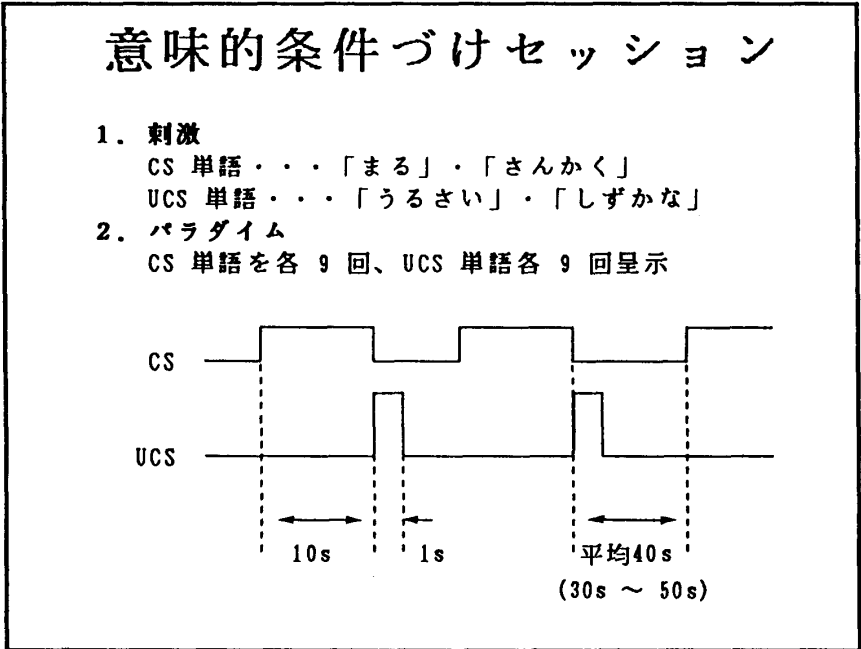 意味的条件づけセッション
1. 刺激
CS 単語・・・「まる」・「さんかく」
UCS 単語・・・「うるさい」・「しずかな」
2. パラダイム
CS 単語を各 9 回、UCS 単語各 9 回呈示
CS
UCS
10s 1s 平均40s
(30s ～ 50s)